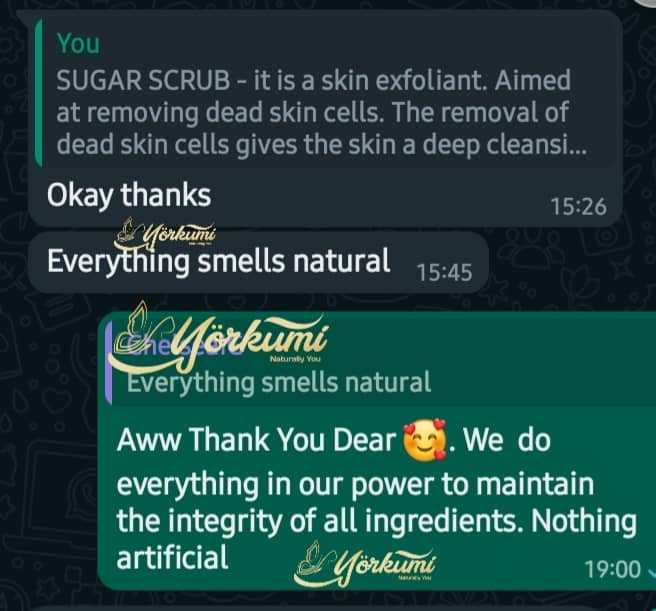 You
SUGAR SCRUB - it is a skin exfoliant. Aimed
at removing dead skin cells. The removal of
dead skin cells gives the skin a deep cleansi...
Okay thanks
15:26
Yörkumi
Everything smells natural 15:45
Yörkumi
Naturally You
Everything smells natural
Aww Thank You Dear 🥰. We do
everything in our power to maintain
the integrity of all ingredients. Nothing
artificial
Yörkumi
Naturally You
19:00